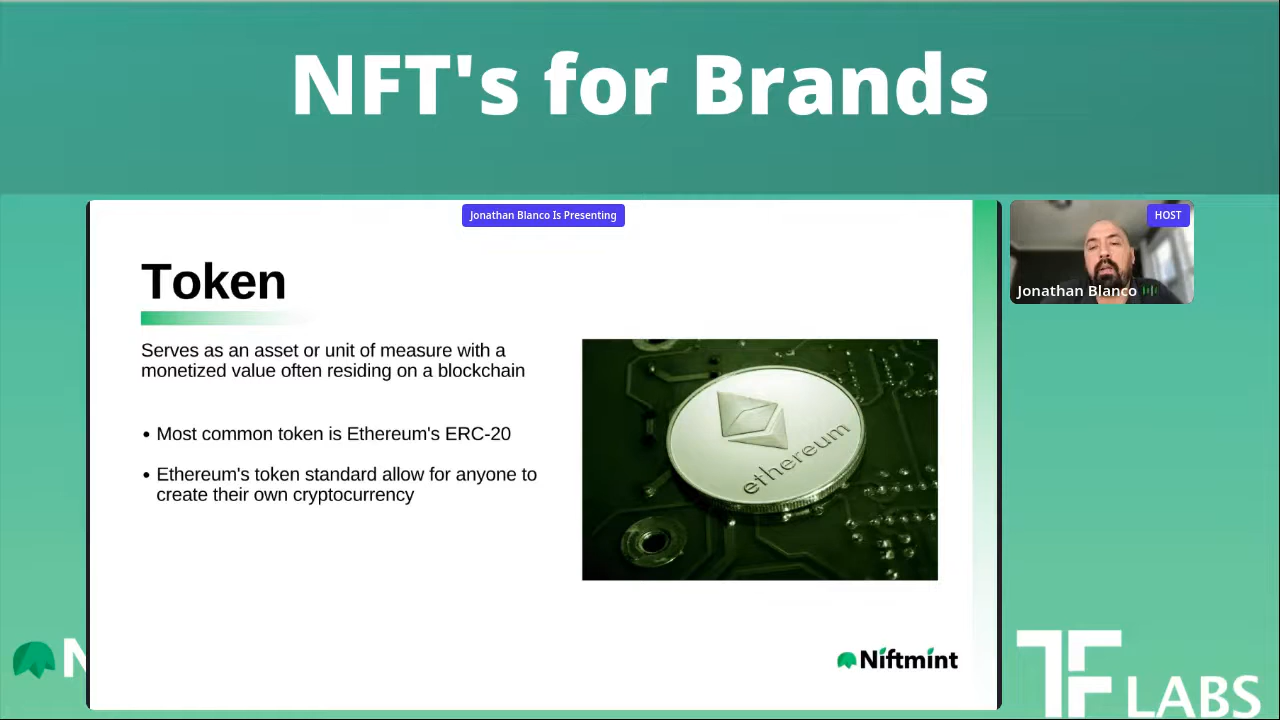 NFT's for Brands
Jonathan Blanco Is Presenting
HOST
Jonathan Blanco
Token
Serves as an asset or unit of measure with a
monetized value often residing on a blockchain
• Most common token is Ethereum's ERC-20
• Ethereum's token standard allow for anyone to
create their own cryptocurrency
ethereum
Niftmint
N
TF LABS